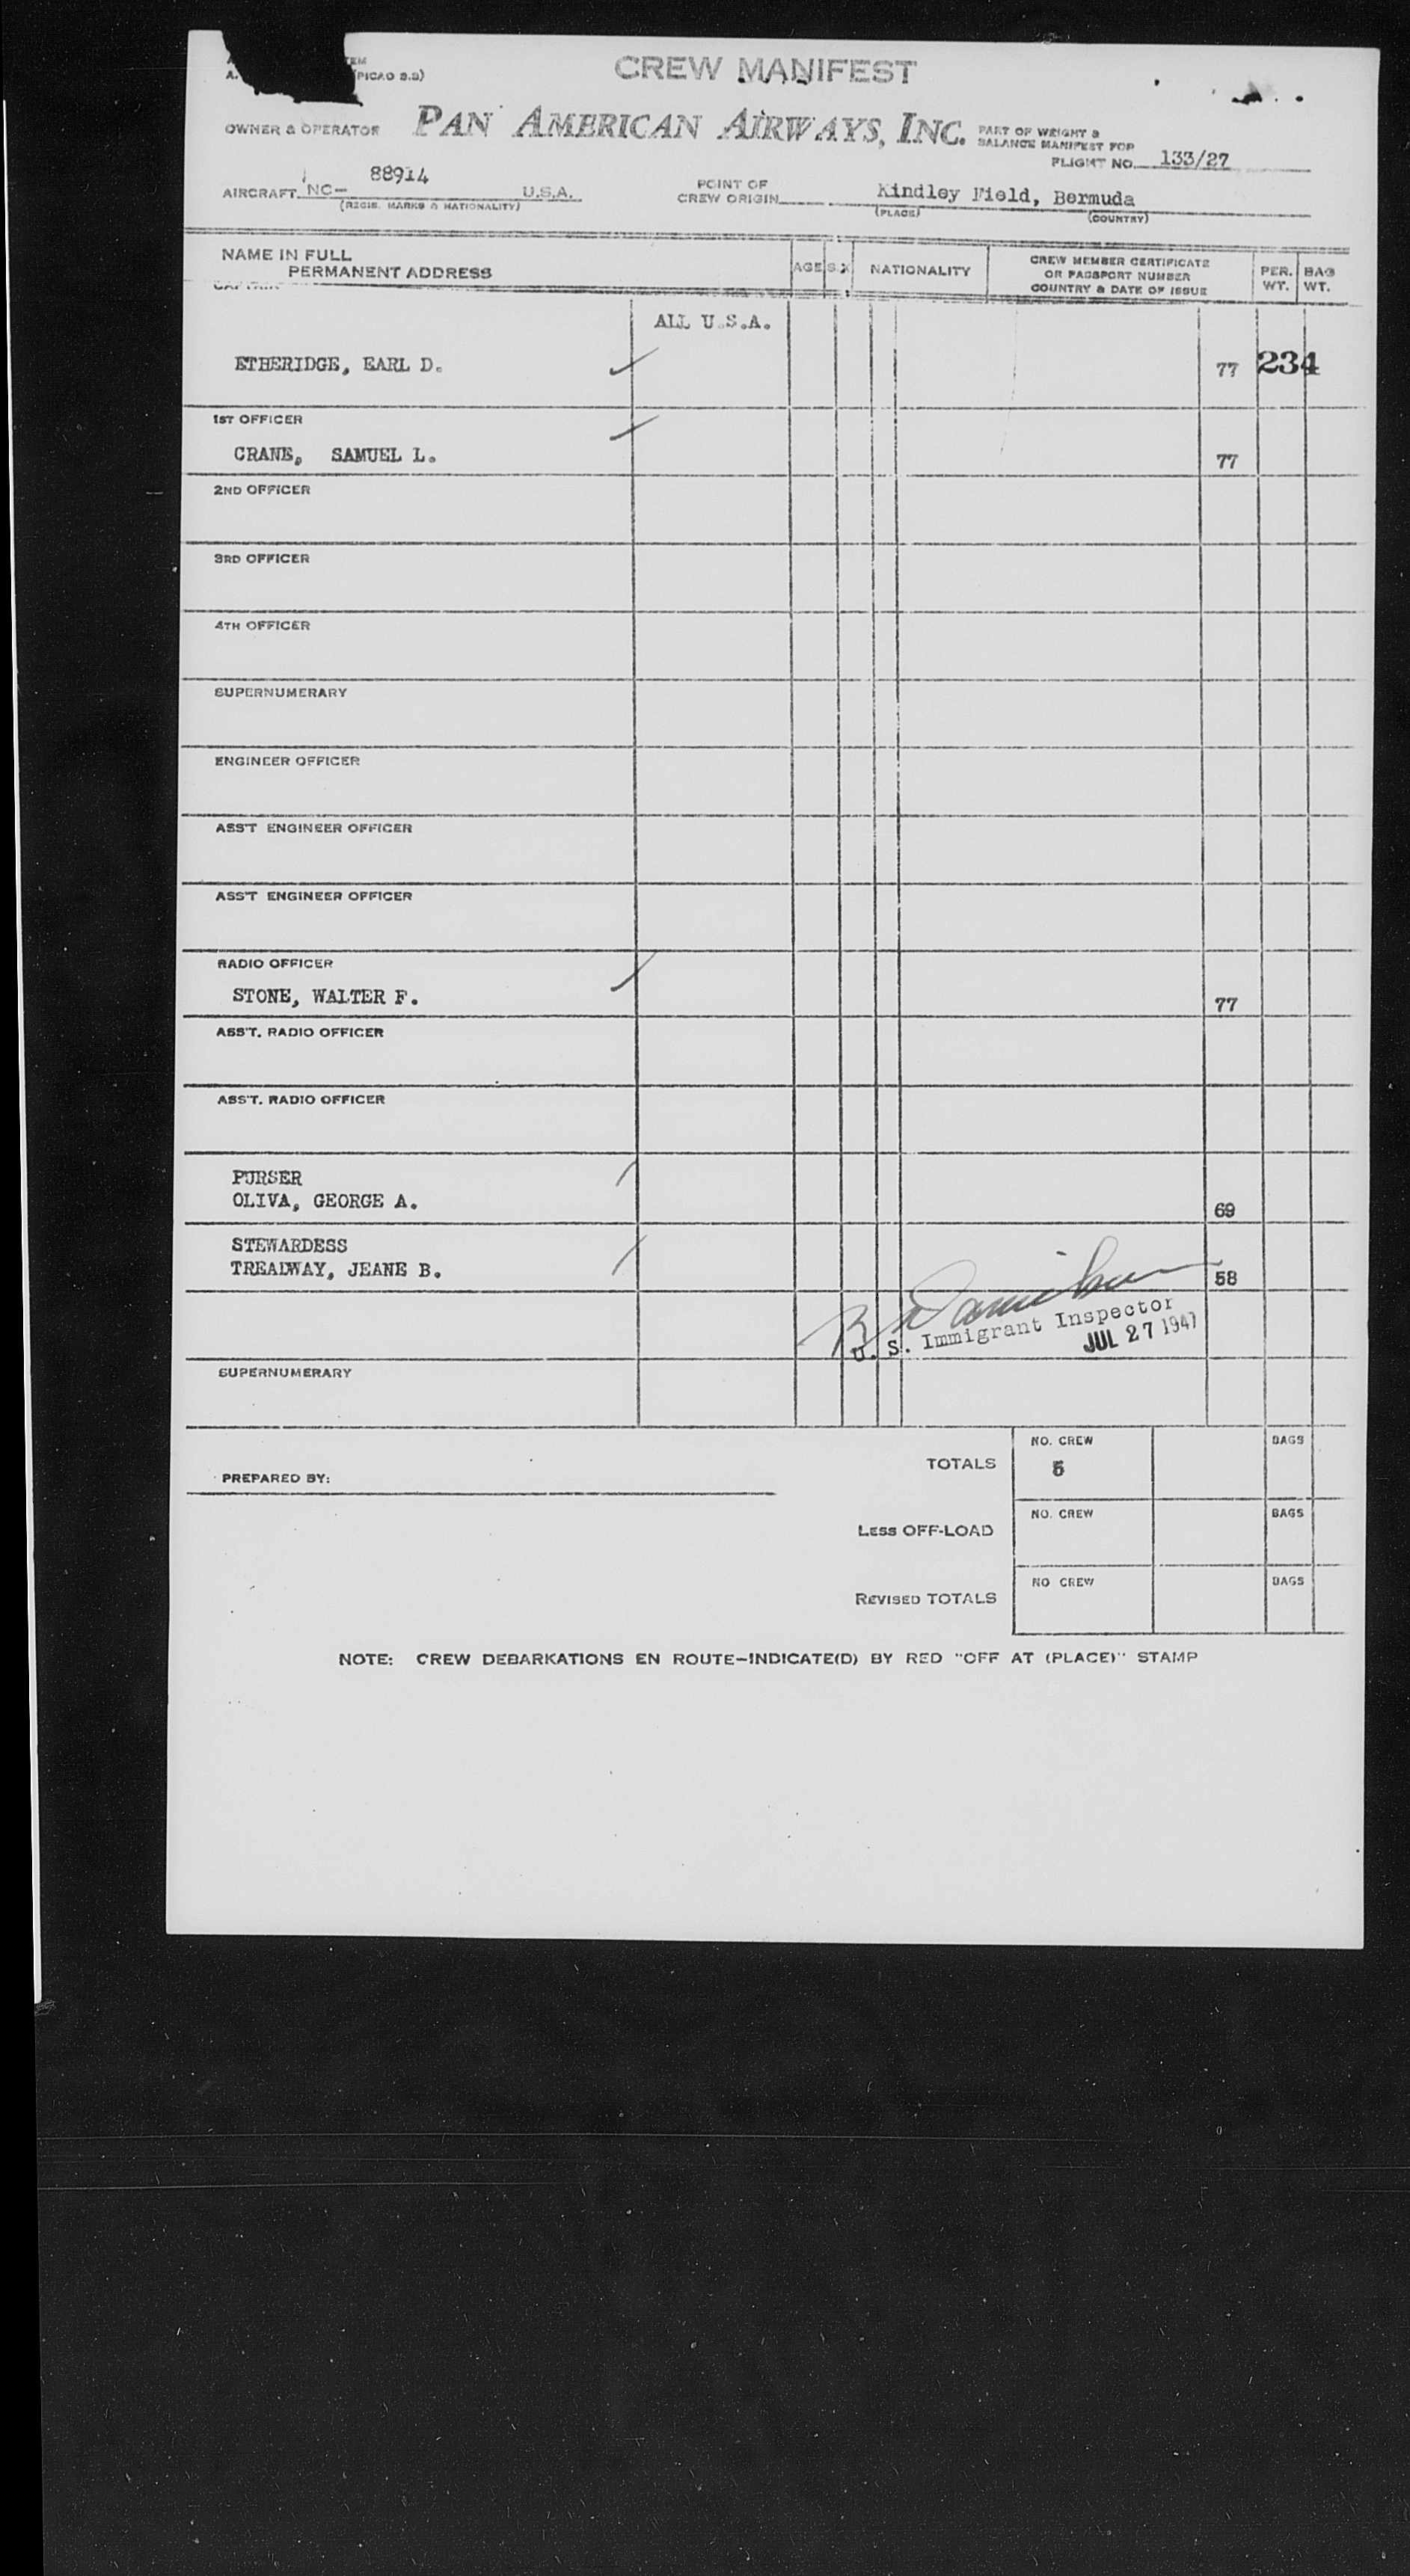 CREW MANIFEST
(PICAO 2.3)
OWNER & OPERATOR PAN AMERICAN AIRWAYS, INC. PART OF WEIGHT &
BALANCE MANIFEST FOR
FLIGHT NO. 133/27
AIRCRAFT NC- 88914 U.S.A. POINT OF
CREW ORIGIN Kindley Field, Bermuda
(REGIS. MARKS & NATIONALITY) (PLACE) (COUNTRY)
NAME IN FULL
PERMANENT ADDRESS AGE SX NATIONALITY CREW MEMBER CERTIFICATE
OR PASSPORT NUMBER
COUNTRY & DATE OF ISSUE PER.
WT. BAG
WT.
CAPTAIN
ALL U.S.A.
ETHERIDGE, EARL D. 77 234
1ST OFFICER
CRANE, SAMUEL L. 77
2ND OFFICER
3RD OFFICER
4TH OFFICER
SUPERNUMERARY
ENGINEER OFFICER
ASS'T ENGINEER OFFICER
ASS'T ENGINEER OFFICER
RADIO OFFICER
STONE, WALTER F. 77
ASS'T. RADIO OFFICER
ASS'T. RADIO OFFICER
PURSER
OLIVA, GEORGE A. 69
STEWARDESS
TREADWAY, JEANE B. 58
U. S. Immigrant Inspector
JUL 27 1947
SUPERNUMERARY
PREPARED BY:
TOTALS NO. CREW 5 BAGS
LESS OFF-LOAD NO. CREW BAGS
REVISED TOTALS NO CREW BAGS
NOTE: CREW DEBARKATIONS EN ROUTE-INDICATE(D) BY RED "OFF AT (PLACE)" STAMP